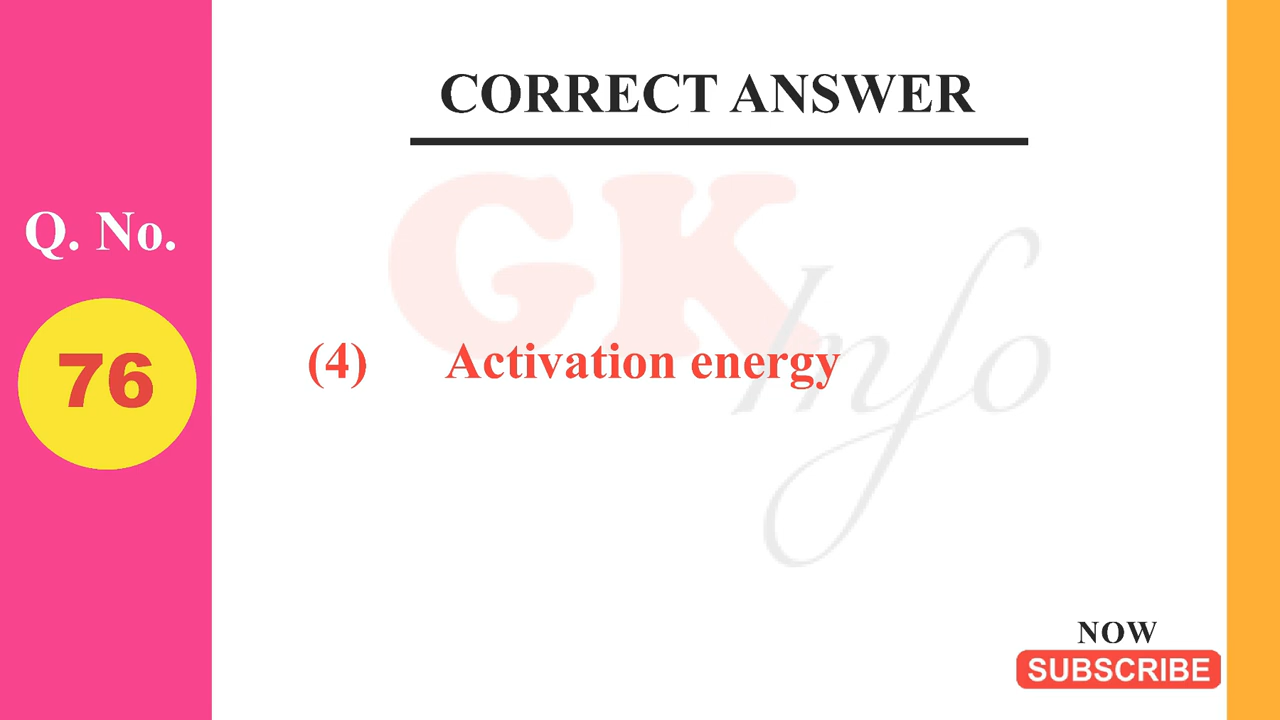 CORRECT ANSWER
GK
Info
Q. No.
76
(4) Activation energy
NOW
SUBSCRIBE